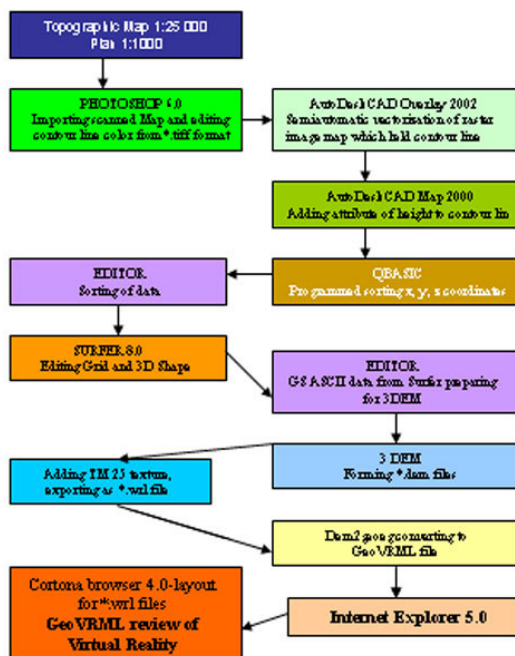 Topographic Map 1:25 000
Plan 1:1000
PHOTOSHOP 6.0
Importing scanned Map and editing
contour line color from *.tiff format
AutoDesk CAD Overlay 2002
Semiautomatic vectorisation of raster
image map which held contour line
AutoDesk CAD Map 2000
Adding attribute of height to contour lin
EDITOR
Sorting of data
QBASIC
Programmed sorting x, y, z coordinates
SURFER 8.0
Editing Grid and 3D Shape
EDITOR
GS ASCII data from Surfer preparing
for 3DEM
Adding TM 25 texture,
exporting as *.wrl file
3 DEM
Forming *.dem files
Dem2geoeg converting to
GeoVRML file
Cortona browser 4.0-layout
for *.wrl files
GeoVRML review of
Virtual Reality
Internet Explorer 5.0